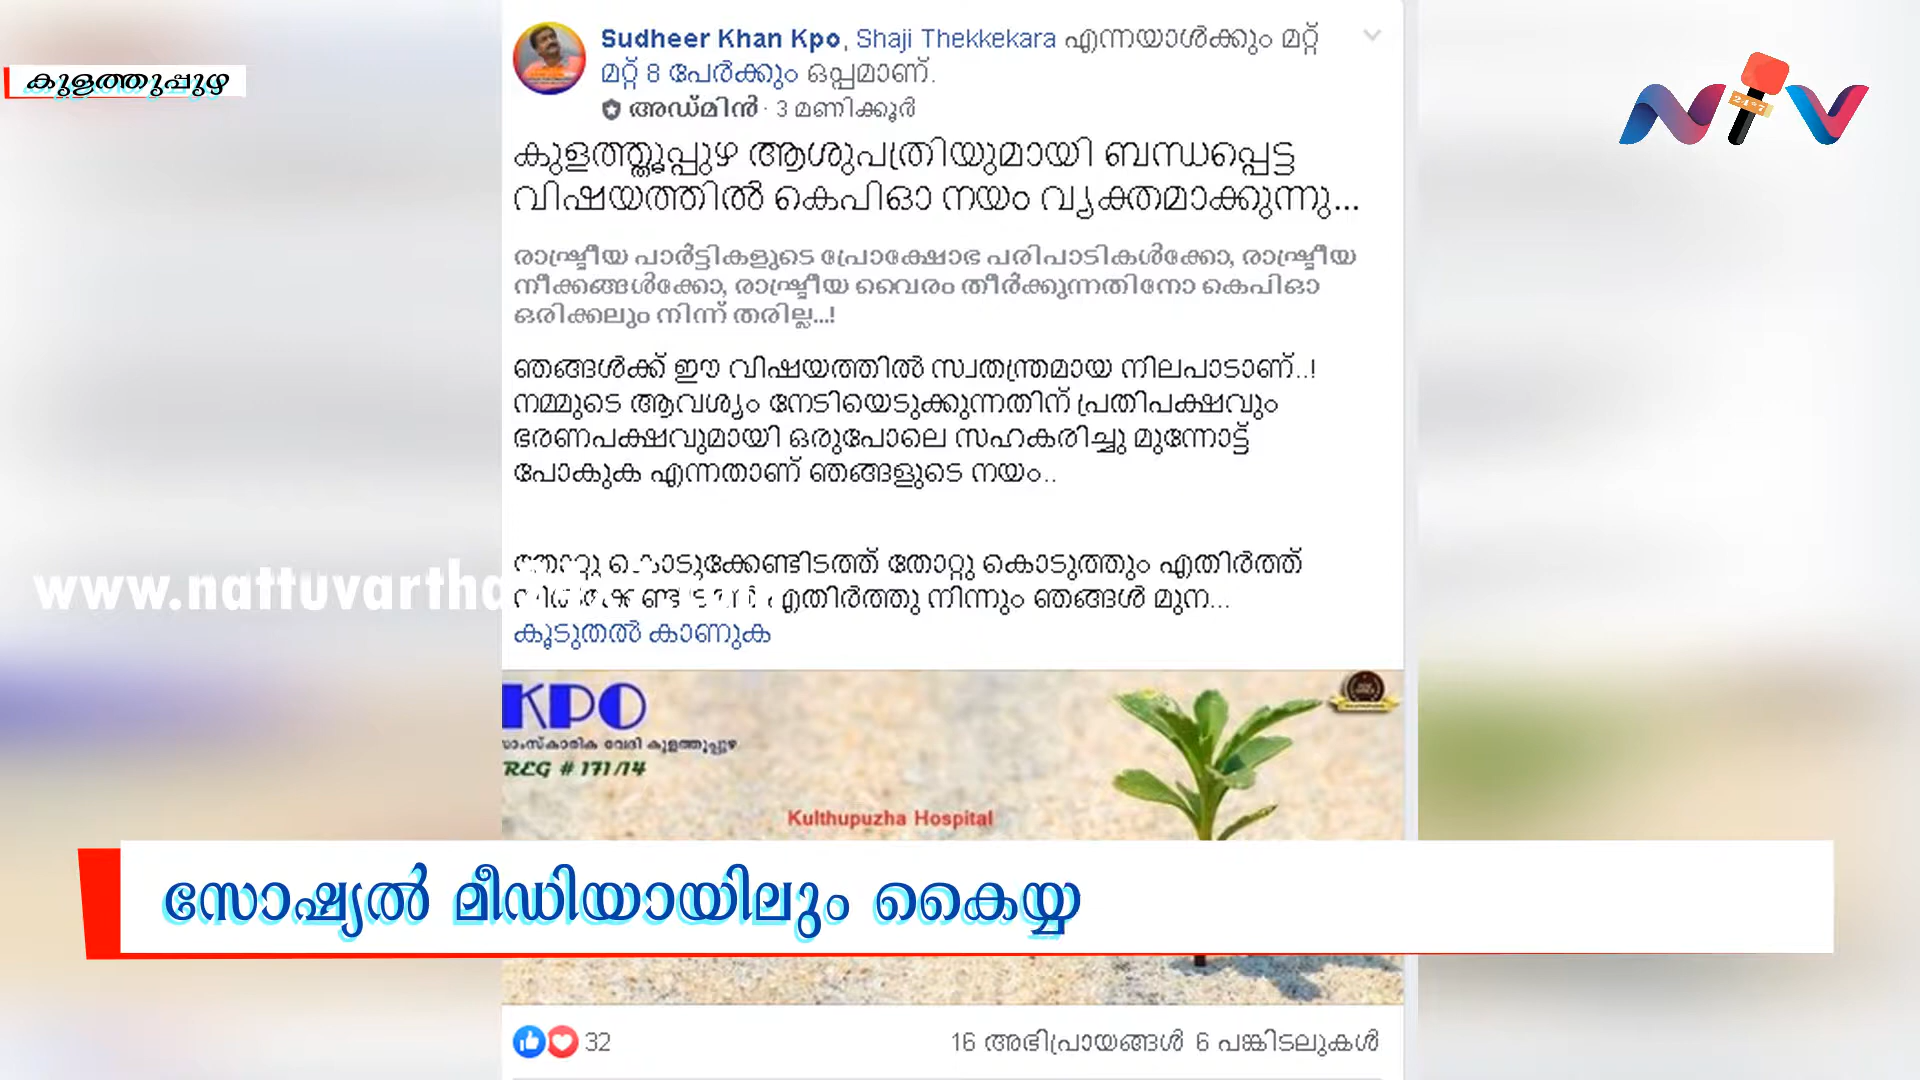 Sudheer Khan Kpo, Shaji Thekkekara എന്നയാൾക്കും മറ്റ്
മറ്റ് 8 പേർക്കും ഒപ്പമാണ്.
അഡ്മിൻ · 3 മണിക്കൂർ
കുളത്തുപ്പുഴ
NTV
24*7
കുളത്തൂപ്പുഴ ആശുപത്രിയുമായി ബന്ധപ്പെട്ട
വിഷയത്തിൽ കെപിഓ നയം വ്യക്തമാക്കുന്നു...
രാഷ്ട്രീയ പാർട്ടികളുടെ പ്രോക്ഷോഭ പരിപാടികൾക്കോ, രാഷ്ട്രീയ
നീക്കങ്ങൾക്കോ, രാഷ്ട്രീയ വൈരം തീർക്കുന്നതിനോ കെപിഓ
ഒരിക്കലും നിന്ന് തരില്ല...!
ഞങ്ങൾക്ക് ഈ വിഷയത്തിൽ സ്വതന്ത്രമായ നിലപാടാണ്..!
നമ്മുടെ ആവശ്യം നേടിയെടുക്കുന്നതിന് പ്രതിപക്ഷവും
ഭരണപക്ഷവുമായി ഒരുപോലെ സഹകരിച്ചു മുന്നോട്ട്
പോകുക എന്നതാണ് ഞങ്ങളുടെ നയം..
തോറ്റു കൊടുക്കേണ്ടിടത്ത് തോറ്റു കൊടുത്തും എതിർത്ത്
എതിർത്തു നിന്നും ഞങ്ങൾ മുന...
www.nattuvartha
കൂടുതൽ കാണുക
KPO
സാംസ്കാരിക വേദി കുളത്തൂപ്പുഴ
REG # 171/14
Kulthupuzha Hospital
സോഷ്യൽ മീഡിയായിലും കൈയ്യ
32
16 അഭിപ്രായങ്ങൾ 6 പങ്കിടലുകൾ